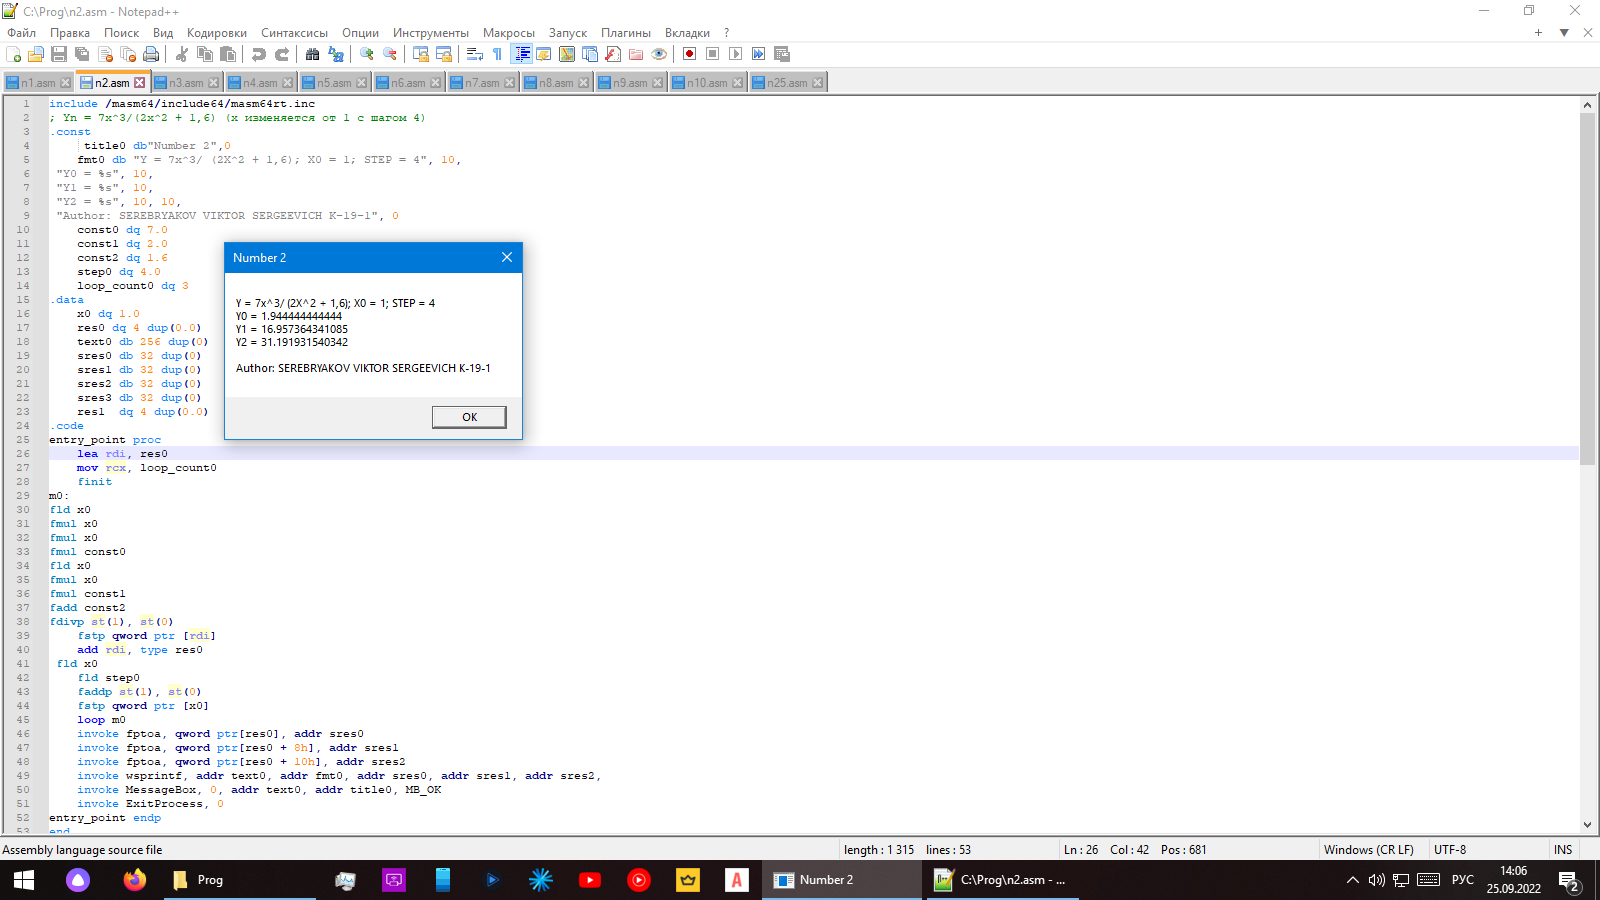 C:\Prog\n2.asm - Notepad++
Файл Правка Поиск Вид Кодировки Синтаксисы Опции Инструменты Макросы Запуск Плагины Вкладки ?
n1.asm n2.asm n3.asm n4.asm n5.asm n6.asm n7.asm n8.asm n9.asm n10.asm n25.asm
1 include /masm64/include64/masm64rt.inc
2 ; Yn = 7x^3/(2x^2 + 1,6) (x изменяется от 1 с шагом 4)
3 .const
4 title0 db"Number 2",0
5 fmt0 db "Y = 7x^3/ (2X^2 + 1,6); X0 = 1; STEP = 4", 10,
6 "Y0 = %s", 10,
7 "Y1 = %s", 10,
8 "Y2 = %s", 10, 10,
9 "Author: SEREBRYAKOV VIKTOR SERGEEVICH K-19-1", 0
10 const0 dq 7.0
11 const1 dq 2.0
12 const2 dq 1.6
13 step0 dq 4.0
14 loop_count0 dq 3
15 .data
16 x0 dq 1.0
17 res0 dq 4 dup(0.0)
18 text0 db 256 dup(0)
19 sres0 db 32 dup(0)
20 sres1 db 32 dup(0)
21 sres2 db 32 dup(0)
22 sres3 db 32 dup(0)
23 res1 dq 4 dup(0.0)
24 .code
25 entry_point proc
26 lea rdi, res0
27 mov rcx, loop_count0
28 finit
29 m0:
30 fld x0
31 fmul x0
32 fmul x0
33 fmul const0
34 fld x0
35 fmul x0
36 fmul const1
37 fadd const2
38 fdivp st(1), st(0)
39 fstp qword ptr [rdi]
40 add rdi, type res0
41 fld x0
42 fld step0
43 faddp st(1), st(0)
44 fstp qword ptr [x0]
45 loop m0
46 invoke fptoa, qword ptr[res0], addr sres0
47 invoke fptoa, qword ptr[res0 + 8h], addr sres1
48 invoke fptoa, qword ptr[res0 + 10h], addr sres2
49 invoke wsprintf, addr text0, addr fmt0, addr sres0, addr sres1, addr sres2,
50 invoke MessageBox, 0, addr text0, addr title0, MB_OK
51 invoke ExitProcess, 0
52 entry_point endp
53 end
Number 2
Y = 7x^3/ (2X^2 + 1,6); X0 = 1; STEP = 4
Y0 = 1.944444444444
Y1 = 16.957364341085
Y2 = 31.191931540342
Author: SEREBRYAKOV VIKTOR SERGEEVICH K-19-1
OK
Assembly language source file length : 1 315 lines : 53 Ln : 26 Col : 42 Pos : 681 Windows (CR LF) UTF-8 INS
Prog Number 2 C:\Prog\n2.asm - ... РУС 14:06
25.09.2022 2